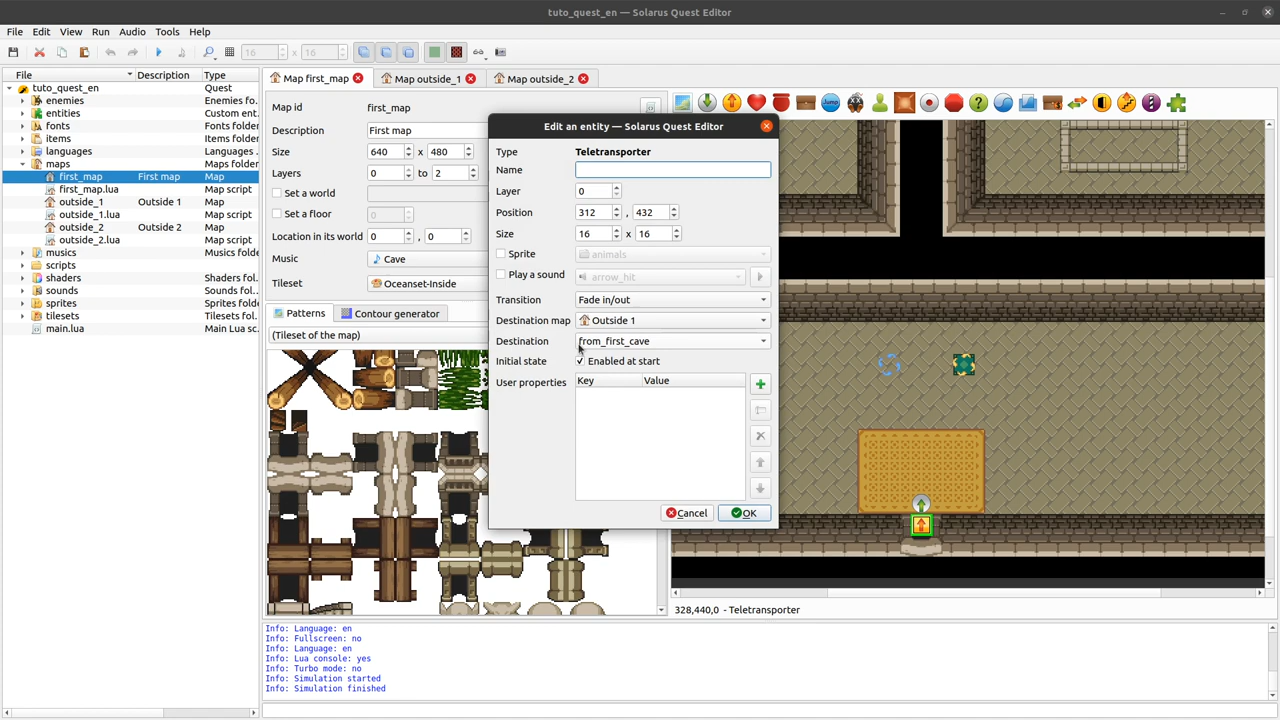 tuto_quest_en — Solarus Quest Editor
File Edit View Run Audio Tools Help
16 x 16
File Description Type
tuto_quest_en Quest
enemies Enemies fo...
entities Custom ent...
fonts Fonts folder
items Items folder
languages Languages...
maps Maps folder
first_map First map Map
first_map.lua Map script
outside_1 Outside 1 Map
outside_1.lua Map script
outside_2 Outside 2 Map
outside_2.lua Map script
musics Musics folder
scripts Scripts folder
shaders Shaders fol...
sounds Sounds fol...
sprites Sprites folder
tilesets Tilesets fol...
main.lua Main Lua sc...
Map first_map Map outside_1 Map outside_2
Map id first_map
Description First map
Size 640 x 480
Layers 0 to 2
Set a world
Set a floor 0
Location in its world 0 , 0
Music Cave
Tileset Oceanset-Inside
Patterns Contour generator
(Tileset of the map)
Edit an entity — Solarus Quest Editor
Type Teletransporter
Name
Layer 0
Position 312 , 432
Size 16 x 16
Sprite animals
Play a sound arrow_hit
Transition Fade in/out
Destination map Outside 1
Destination from_first_cave
Initial state Enabled at start
User properties Key Value
Cancel OK
Jump
328,440,0 - Teletransporter
Info: Language: en
Info: Fullscreen: no
Info: Language: en
Info: Lua console: yes
Info: Turbo mode: no
Info: Simulation started
Info: Simulation finished